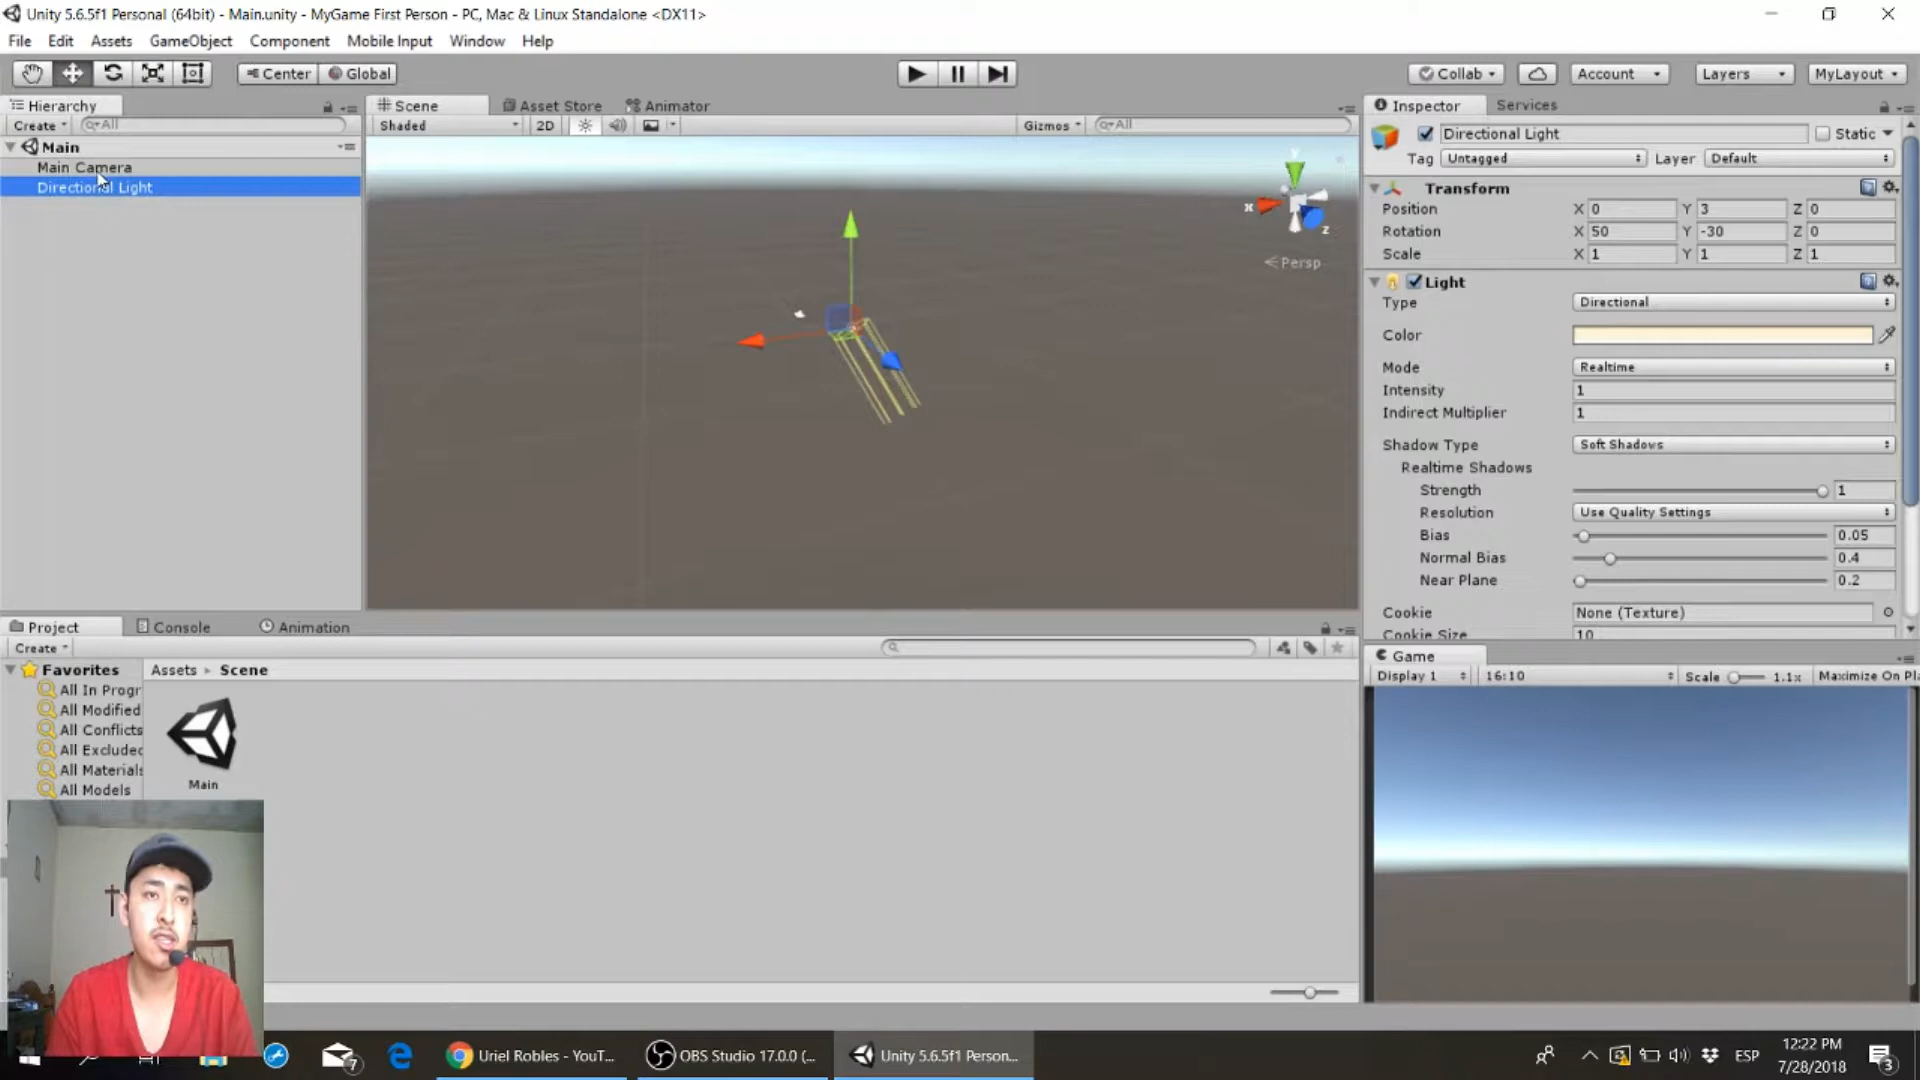 Unity 5.6.5f1 Personal (64bit) - Main.unity - MyGame First Person - PC, Mac & Linux Standalone <DX11>
File Edit Assets GameObject Component Mobile Input Window Help
Center Global Collab Account Layers MyLayout
Hierarchy
Create All
Main
Main Camera
Directional Light
Scene Asset Store Animator
Shaded 2D Gizmos All
y
x
z
Persp
Inspector Services
Directional Light Static
Tag Untagged Layer Default
Transform
Position X 0 Y 3 Z 0
Rotation X 50 Y -30 Z 0
Scale X 1 Y 1 Z 1
Light
Type Directional
Color
Mode Realtime
Intensity 1
Indirect Multiplier 1
Shadow Type Soft Shadows
Realtime Shadows
Strength 1
Resolution Use Quality Settings
Bias 0.05
Normal Bias 0.4
Near Plane 0.2
Cookie None (Texture)
Cookie Size 10
Project Console Animation
Create
Favorites
All In Progr
All Modified
All Conflicts
All Excluded
All Materials
All Models
Assets Scene
Main
Game
Display 1 16:10 Scale 1.1x Maximize On Pl
7
Uriel Robles - YouT...
OBS Studio 17.0.0 (...
Unity 5.6.5f1 Person...
ESP
12:22 PM
7/28/2018
3